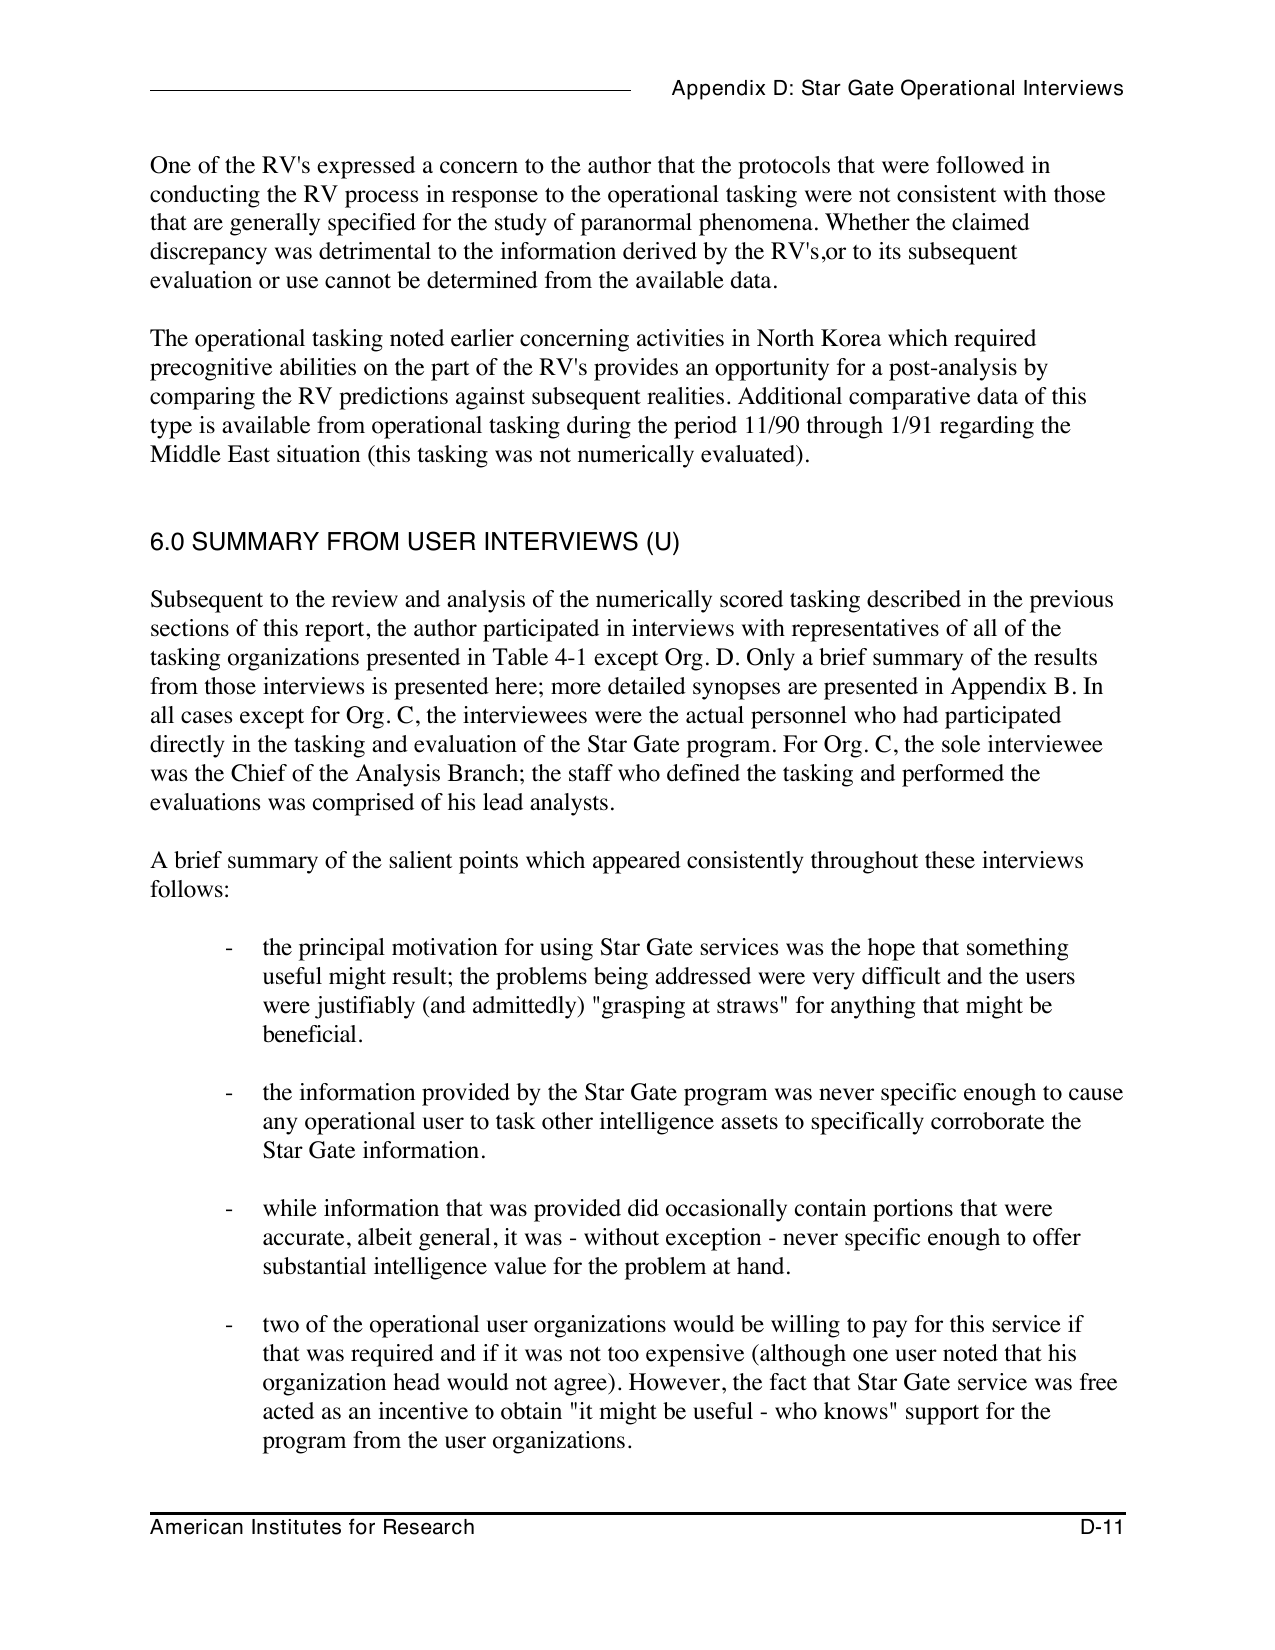 Appendix D: Star Gate Operational Interviews
One of the RV's expressed a concern to the author that the protocols that were followed in
conducting the RV process in response to the operational tasking were not consistent with those
that are generally specified for the study of paranormal phenomena. Whether the claimed
discrepancy was detrimental to the information derived by the RV's,or to its subsequent
evaluation or use cannot be determined from the available data.
The operational tasking noted earlier concerning activities in North Korea which required
precognitive abilities on the part of the RV's provides an opportunity for a post-analysis by
comparing the RV predictions against subsequent realities. Additional comparative data of this
type is available from operational tasking during the period 11/90 through 1/91 regarding the
Middle East situation (this tasking was not numerically evaluated).
6.0 SUMMARY FROM USER INTERVIEWS (U)
Subsequent to the review and analysis of the numerically scored tasking described in the previous
sections of this report, the author participated in interviews with representatives of all of the
tasking organizations presented in Table 4-1 except Org. D. Only a brief summary of the results
from those interviews is presented here; more detailed synopses are presented in Appendix B. In
all cases except for Org. C, the interviewees were the actual personnel who had participated
directly in the tasking and evaluation of the Star Gate program. For Org. C, the sole interviewee
was the Chief of the Analysis Branch; the staff who defined the tasking and performed the
evaluations was comprised of his lead analysts.
A brief summary of the salient points which appeared consistently throughout these interviews
follows:
- the principal motivation for using Star Gate services was the hope that something
useful might result; the problems being addressed were very difficult and the users
were justifiably (and admittedly) "grasping at straws" for anything that might be
beneficial.
- the information provided by the Star Gate program was never specific enough to cause
any operational user to task other intelligence assets to specifically corroborate the
Star Gate information.
- while information that was provided did occasionally contain portions that were
accurate, albeit general, it was - without exception - never specific enough to offer
substantial intelligence value for the problem at hand.
- two of the operational user organizations would be willing to pay for this service if
that was required and if it was not too expensive (although one user noted that his
organization head would not agree). However, the fact that Star Gate service was free
acted as an incentive to obtain "it might be useful - who knows" support for the
program from the user organizations.
American Institutes for Research D-11